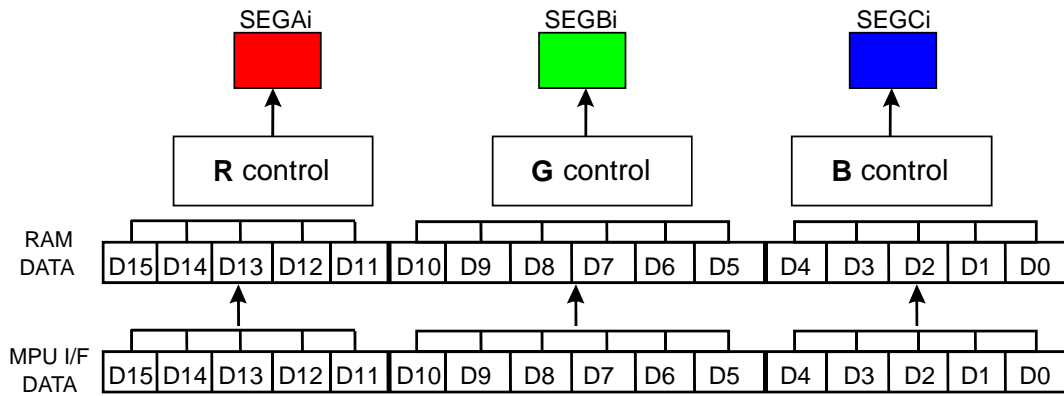 SEGAi SEGBi SEGCi
R control G control B control
RAM DATA D15 D14 D13 D12 D11 D10 D9 D8 D7 D6 D5 D4 D3 D2 D1 D0
MPU I/F DATA D15 D14 D13 D12 D11 D10 D9 D8 D7 D6 D5 D4 D3 D2 D1 D0